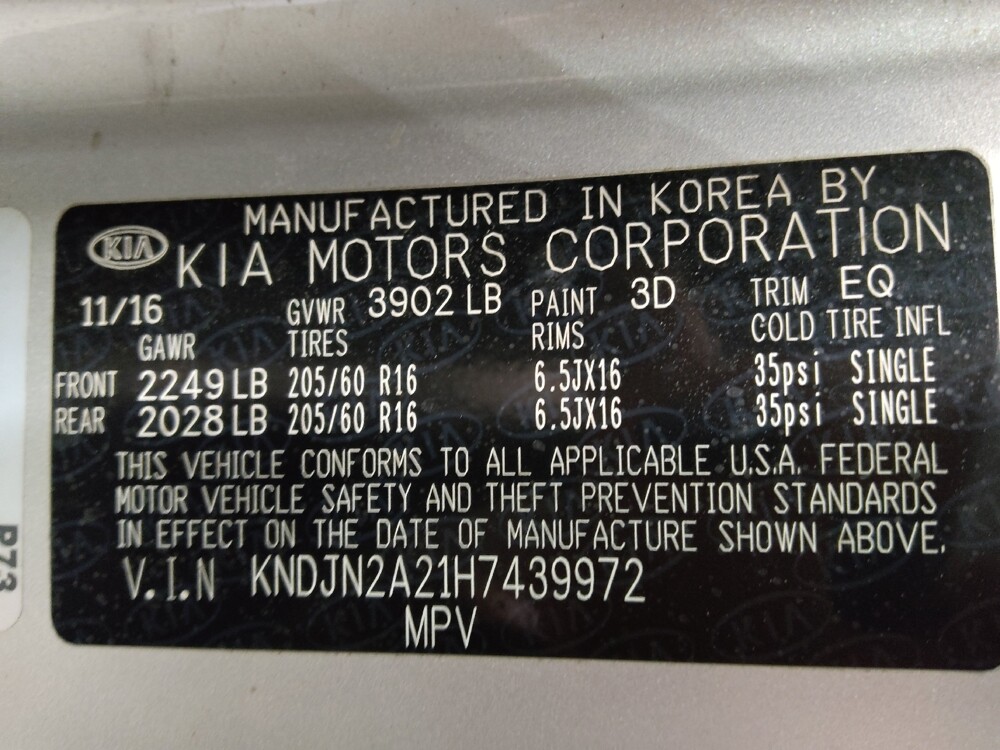 MANUFACTURED IN KOREA BY
KIA KIA MOTORS CORPORATION
11/16 GVWR 3902 LB PAINT 3D TRIM EQ
GAWR TIRES RIMS COLD TIRE INFL
FRONT 2249 LB 205/60 R16 6.5JX16 35psi SINGLE
REAR 2028 LB 205/60 R16 6.5JX16 35psi SINGLE
THIS VEHICLE CONFORMS TO ALL APPLICABLE U.S.A. FEDERAL
MOTOR VEHICLE SAFETY AND THEFT PREVENTION STANDARDS
IN EFFECT ON THE DATE OF MANUFACTURE SHOWN ABOVE.
V.I.N KNDJN2A21H7439972
MPV